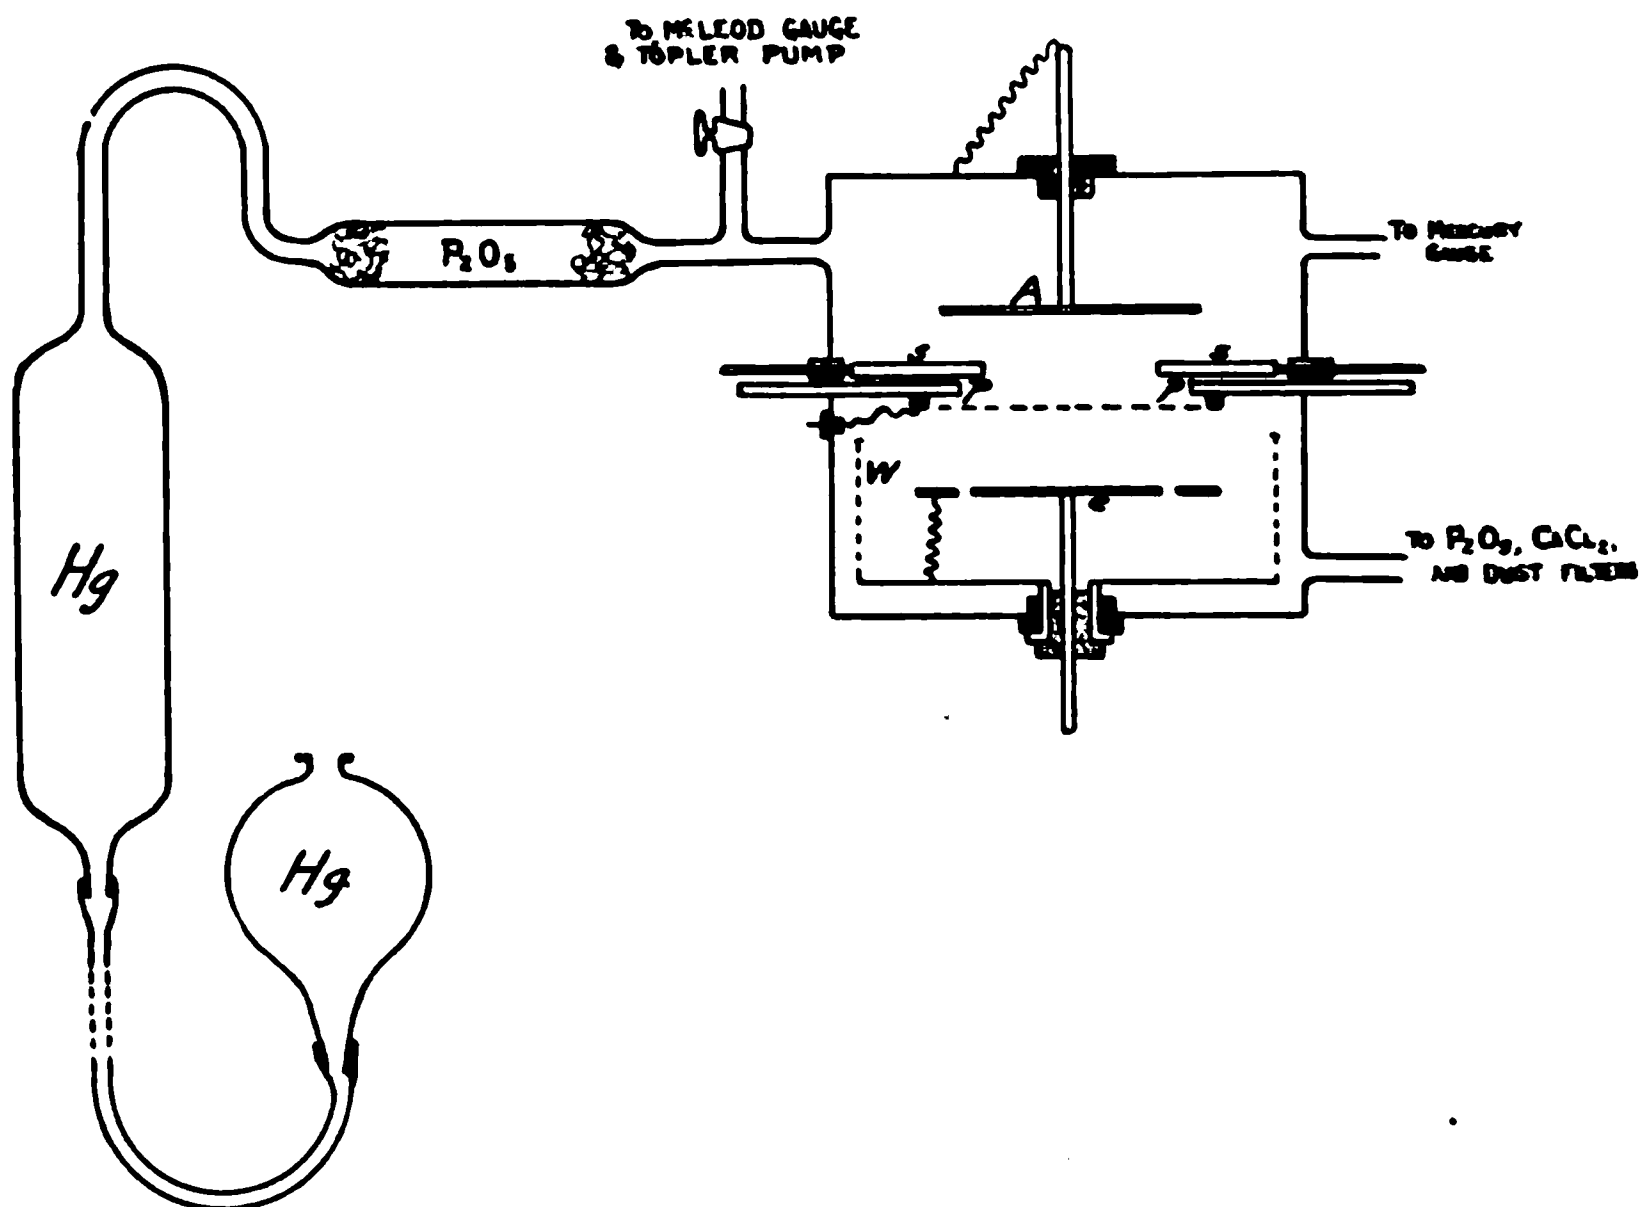 To McLEOD GAUGE
& TÖPLER PUMP
P₂O₅
To MERCURY
GAUGE
A
S
S
P
P
W
To P₂O₅, CaCl₂,
AND DUST FILTERS
Hg
Hg